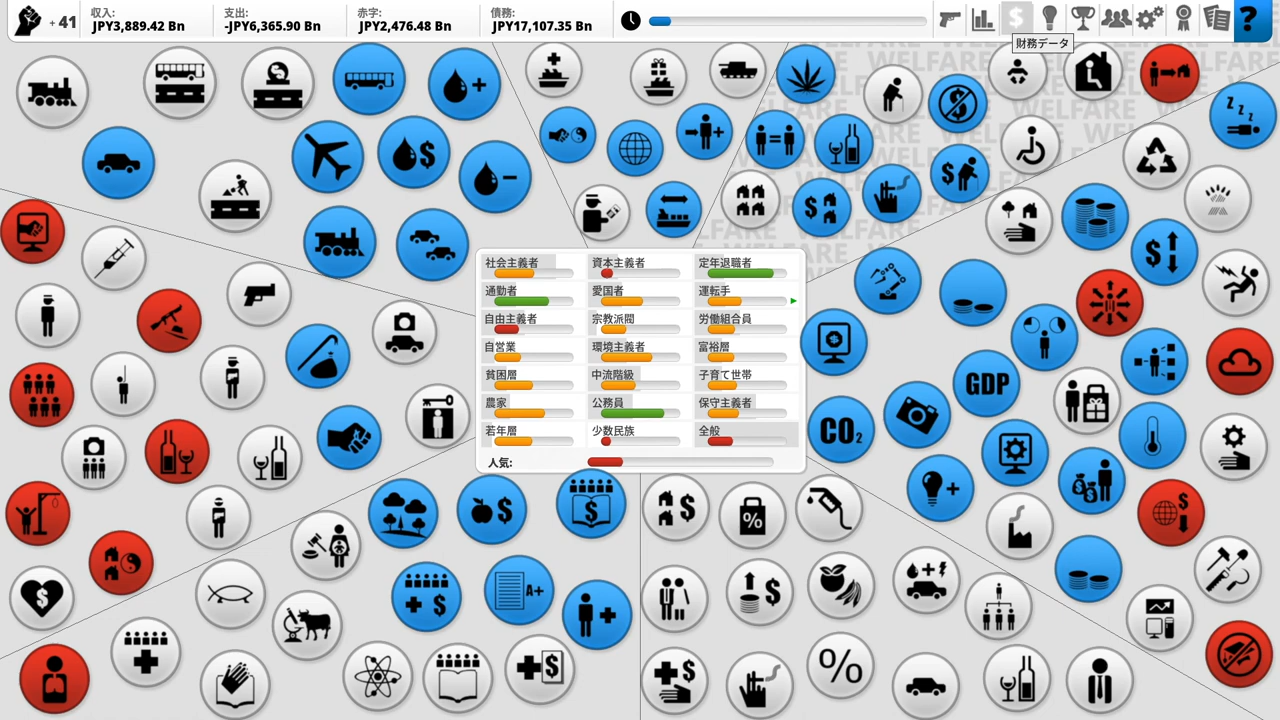 + 41
収入:
JPY3,889.42 Bn
支出:
-JPY6,365.90 Bn
赤字:
JPY2,476.48 Bn
債務:
JPY17,107.35 Bn
$
?
財務データ
WELFARE WELFARE
WELFARE
社会主義者 資本主義者 定年退職者
通勤者 愛国者 運転手
自由主義者 宗教派閥 労働組合員
自営業 環境主義者 富裕層
貧困層 中流階級 子育て世帯
農家 公務員 保守主義者
若年層 少数民族 全般
人気:
GDP
CO2
Z Z Z
A+
%
%